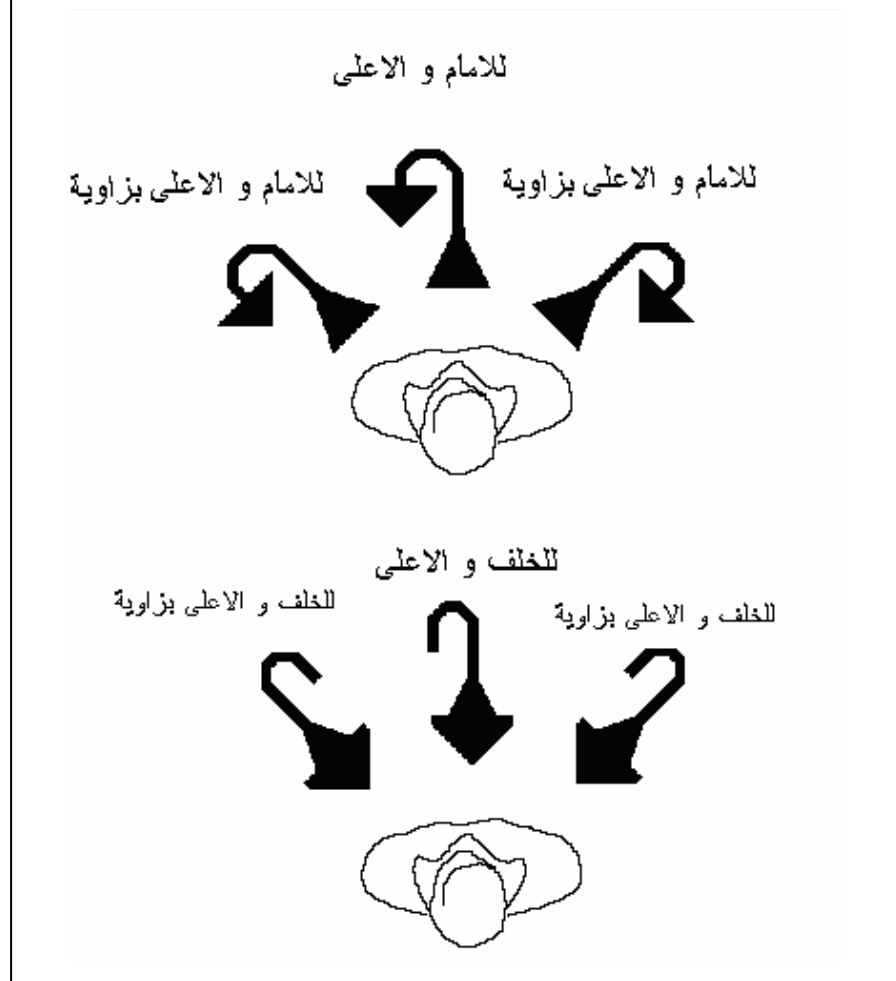 للامام و الاعلى
للامام و الاعلى بزاوية
للامام و الاعلى بزاوية
للخلف و الاعلى
للخلف و الاعلى بزاوية
للخلف و الاعلى بزاوية